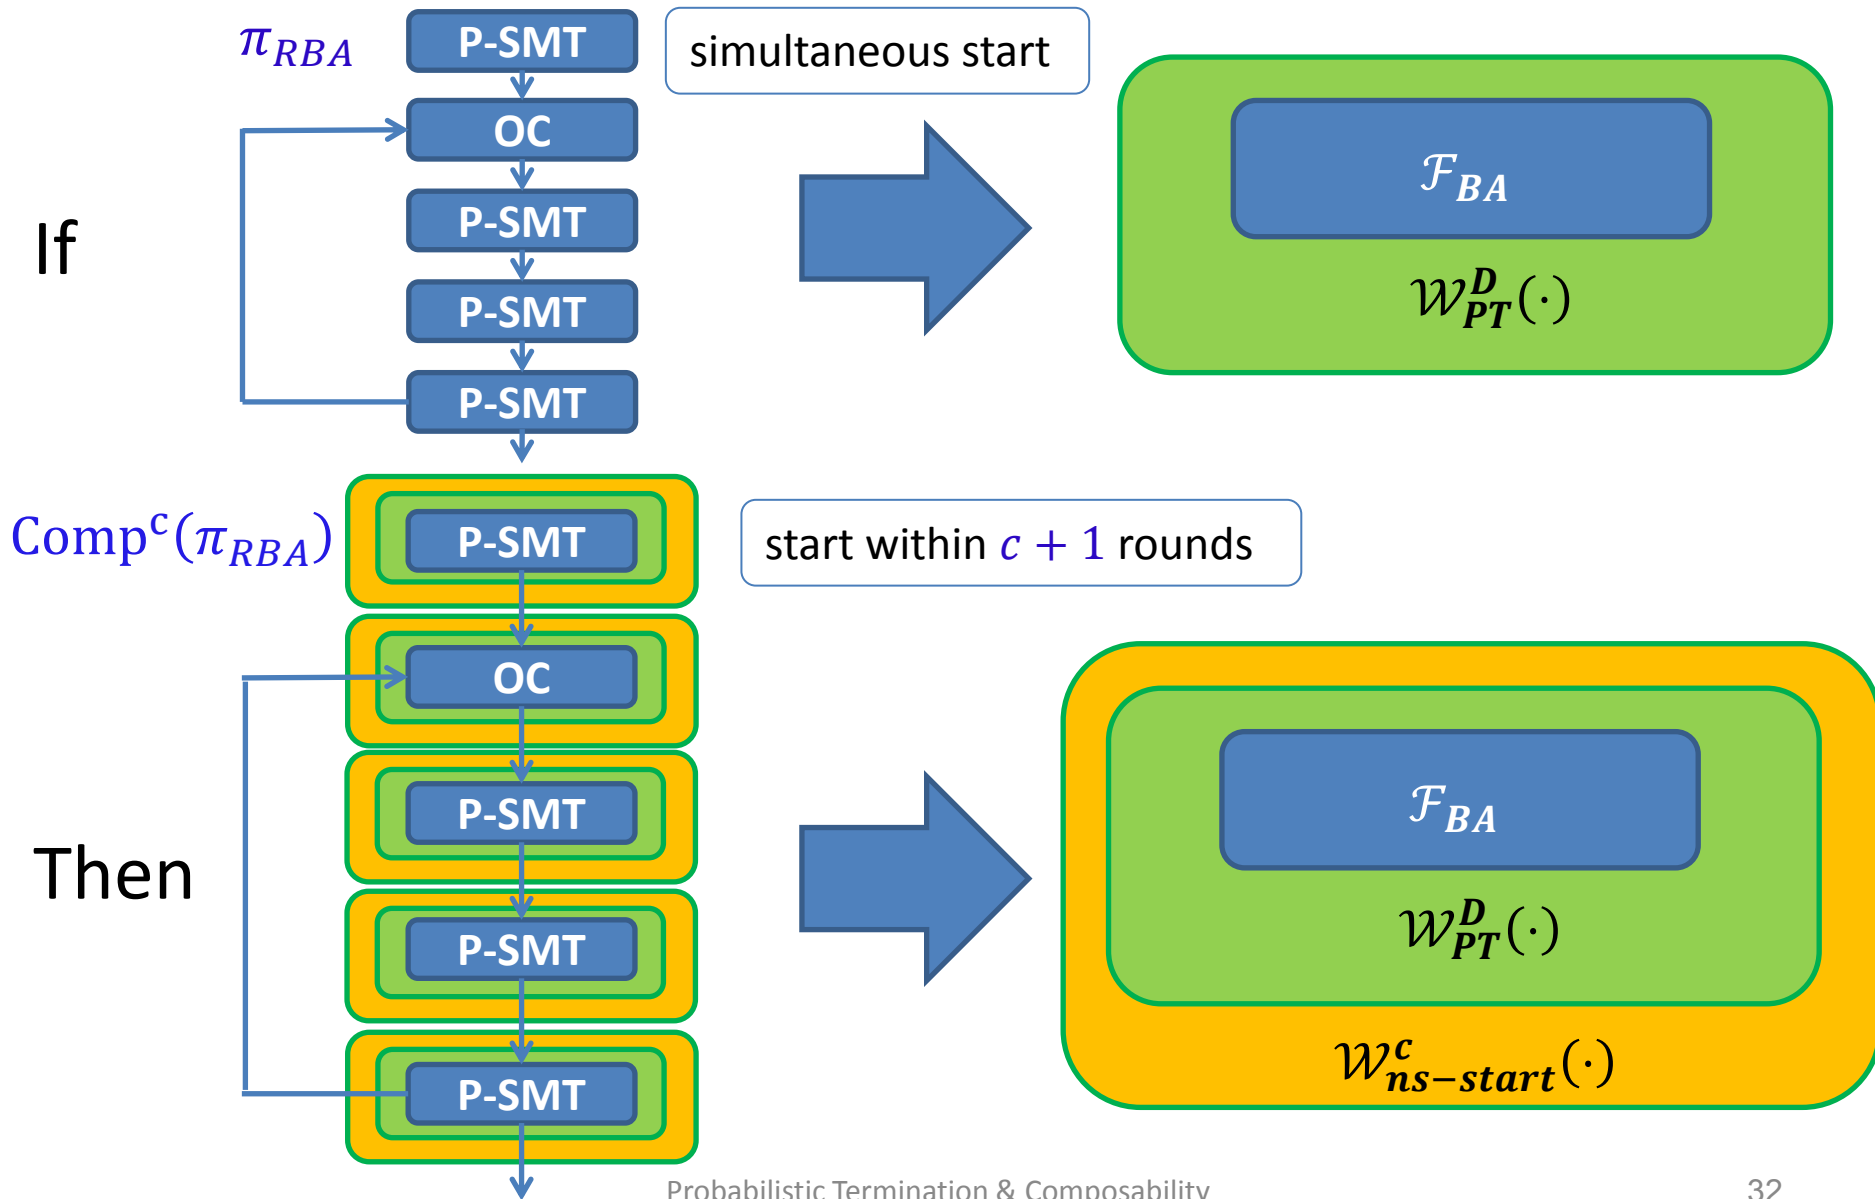 π_RBA
P-SMT
simultaneous start
OC
P-SMT
P-SMT
P-SMT
If
ℱ_BA
𝒲^D_PT(·)
Comp^c(π_RBA)
P-SMT
start within c + 1 rounds
OC
P-SMT
P-SMT
P-SMT
Then
ℱ_BA
𝒲^D_PT(·)
𝒲^c_ns−start(·)
Probabilistic Termination & Composability
32